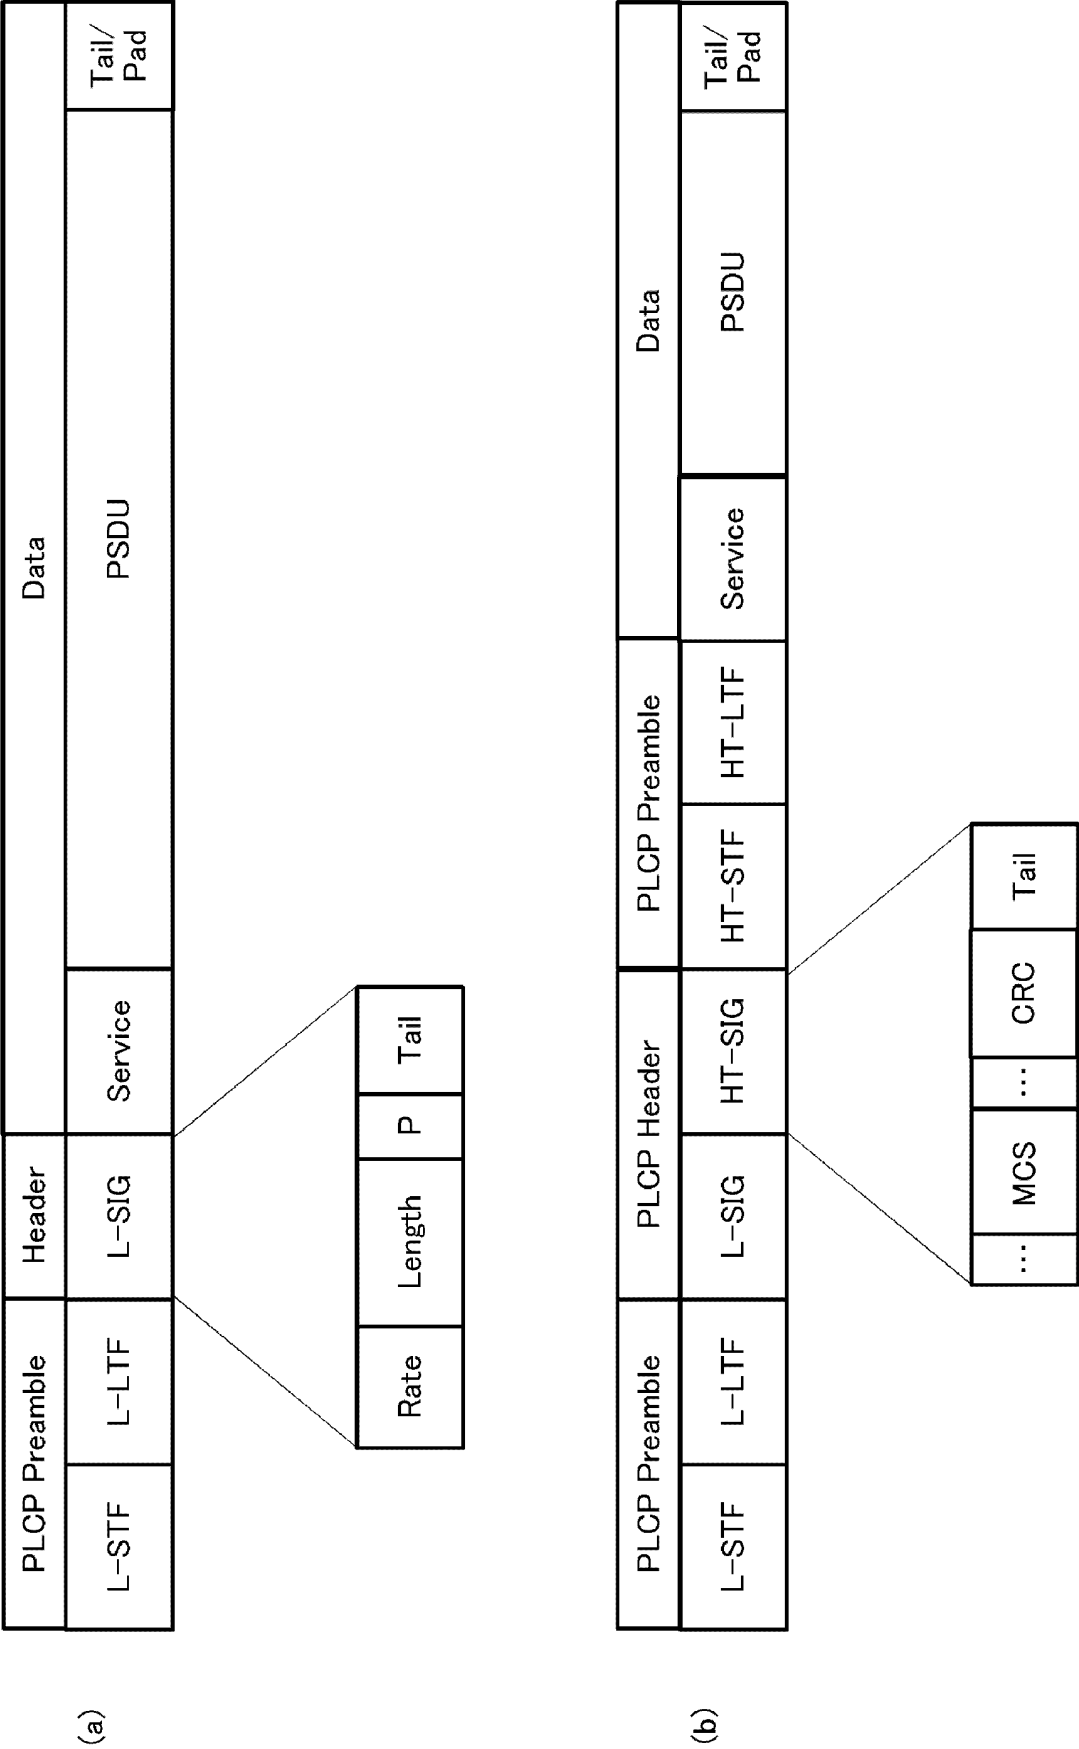 (a)
PLCP Preamble
Header
Data
L-STF
L-LTF
L-SIG
Service
PSDU
Tail/
Pad
Rate
Length
P
Tail
(b)
PLCP Preamble
PLCP Header
PLCP Preamble
Data
L-STF
L-LTF
L-SIG
HT-SIG
HT-STF
HT-LTF
Service
PSDU
Tail/
Pad
...
MCS
...
CRC
Tail